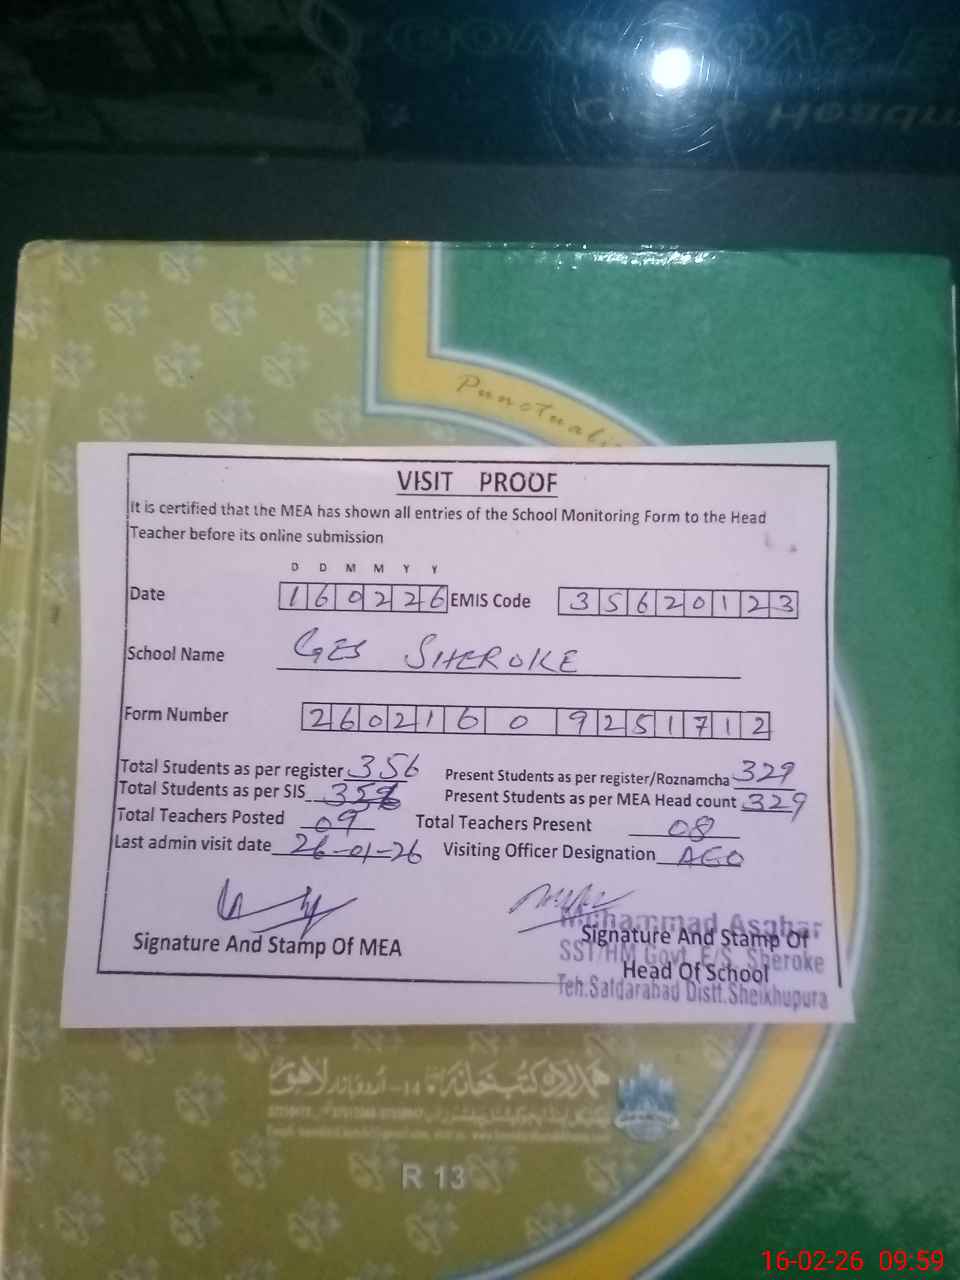 Punctuali
VISIT PROOF
It is certified that the MEA has shown all entries of the School Monitoring Form to the Head
Teacher before its online submission
D D M M Y Y
Date 160226 EMIS Code 35620123
School Name GES SHEROKE
Form Number 2602160 9251712
Total Students as per register 356 Present Students as per register/Roznamcha 329
Total Students as per SIS Present Students as per MEA Head count 329
Total Teachers Posted 09 Total Teachers Present 08
Last admin visit date 26-01-26 Visiting Officer Designation AEO
Signature And Stamp Of MEA Signature And Stamp Of
Head Of School
Muhammad Asghar
SST/HM Govt. E/S. Sheroke
Teh.Safdarabad Distt.Sheikhupura
R 13
16-02-26 09:59